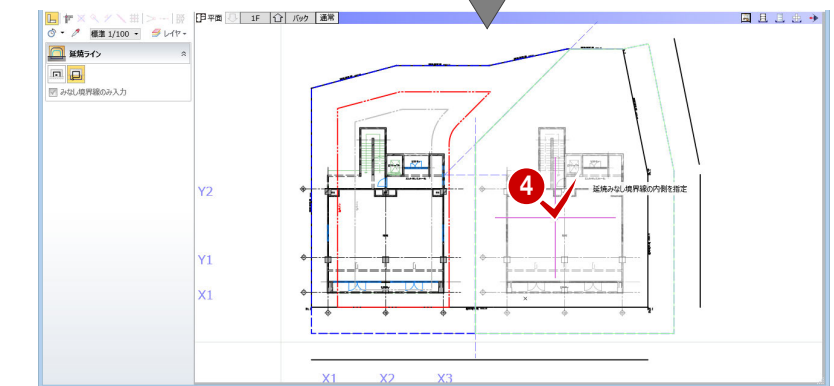 平面 1F バック 通常
標準 1/100 レイヤ
延焼ライン
みなし境界線のみ入力
4
延焼みなし境界線の内側を指定
Y2
Y1
X1
X1 X2 X3